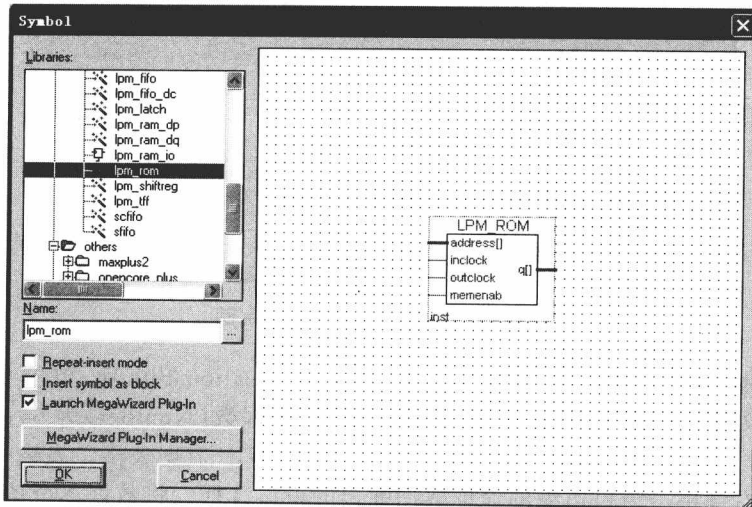 Symbol
Libraries:
lpm_fifo
lpm_fifo_dc
lpm_latch
lpm_ram_dp
lpm_ram_dq
lpm_ram_io
lpm_rom
lpm_shiftreg
lpm_tff
scfifo
sfifo
others
maxplus2
opencore_plus
Name:
lpm_rom
...
Repeat-insert mode
Insert symbol as block
Launch MegaWizard Plug-In
MegaWizard Plug-In Manager...
OK
Cancel
LPM_ROM
address[]
inclock
q[]
outclock
memenab
inst